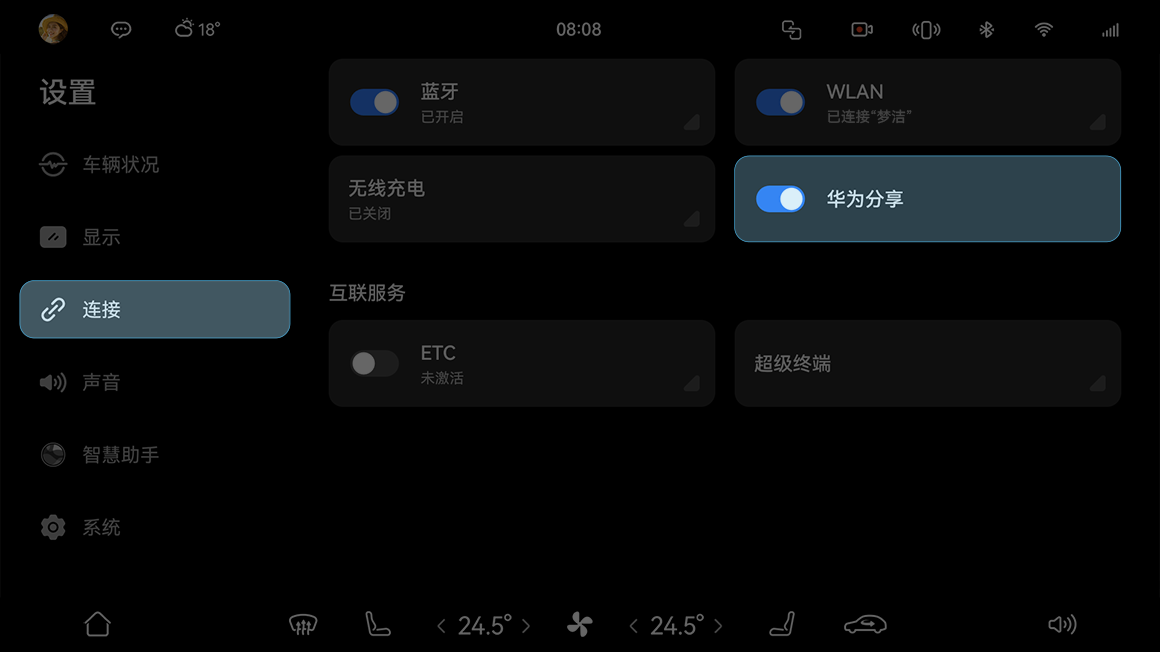 18°
08:08
设置
车辆状况
显示
连接
声音
智慧助手
系统
蓝牙
已开启
WLAN
已连接“梦洁”
无线充电
已关闭
华为分享
互联服务
ETC
未激活
超级终端
24.5°
24.5°